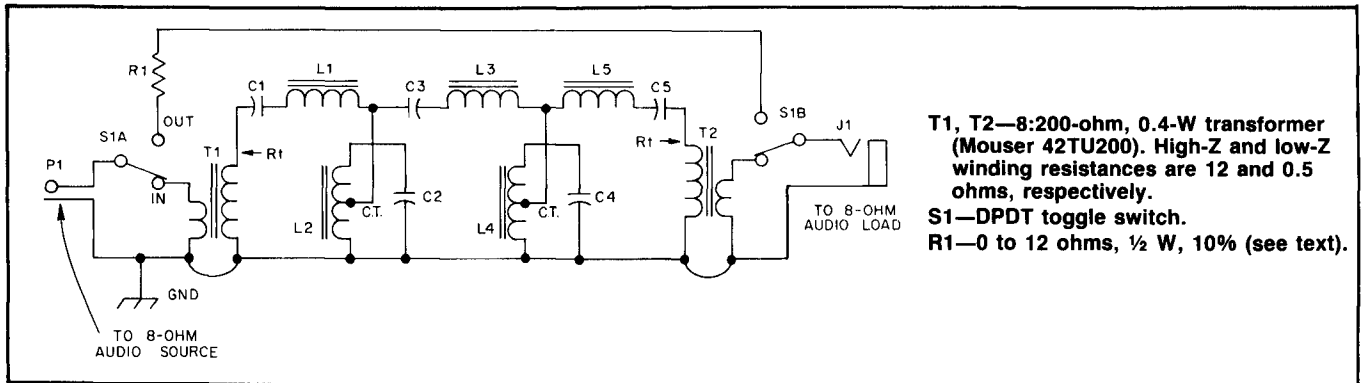 R1
C1
L1
C3
L3
L5
C5
S1B
J1
OUT
S1A
T1
Rt
Rt
T2
P1
IN
L2
C.T.
C2
L4
C.T.
C4
TO 8-OHM
AUDIO LOAD
GND
TO 8-OHM
AUDIO SOURCE
T1, T2—8:200-ohm, 0.4-W transformer
(Mouser 42TU200). High-Z and low-Z
winding resistances are 12 and 0.5
ohms, respectively.
S1—DPDT toggle switch.
R1—0 to 12 ohms, ½ W, 10% (see text).